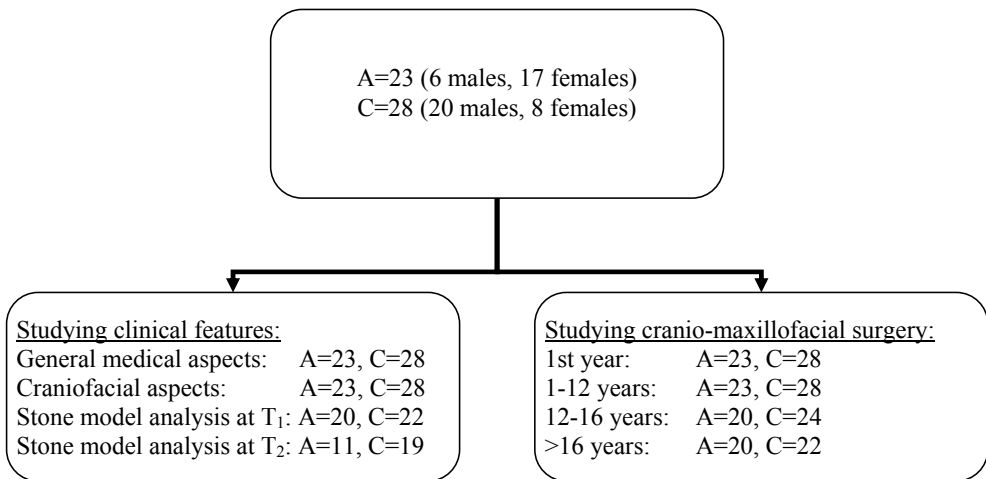 A=23 (6 males, 17 females)
C=28 (20 males, 8 females)
Studying clinical features:
General medical aspects: A=23, C=28
Craniofacial aspects: A=23, C=28
Stone model analysis at T₁: A=20, C=22
Stone model analysis at T₂: A=11, C=19
Studying cranio-maxillofacial surgery:
1st year: A=23, C=28
1-12 years: A=23, C=28
12-16 years: A=20, C=24
>16 years: A=20, C=22